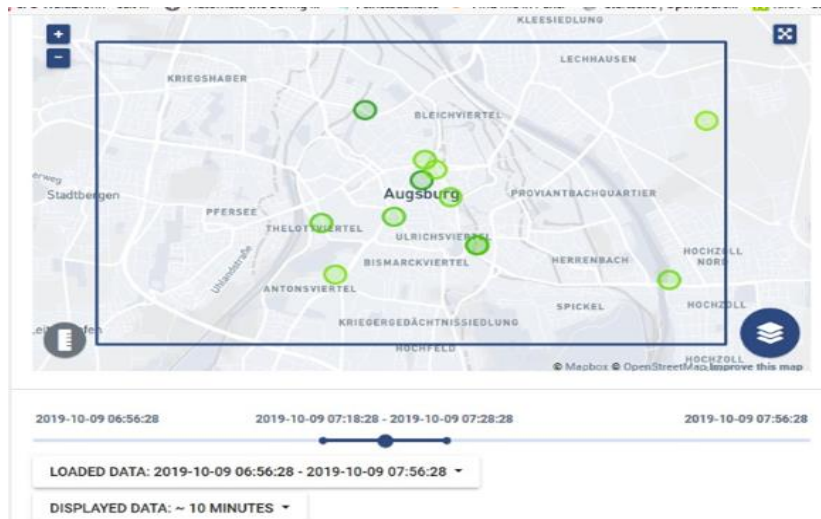 KLEESIEDLUNG
+
−
LECHHAUSEN
KRIEGSHABER
BLEICHVIERTEL
erweg
Stadtbergen
Augsburg
PROVIANTBACHQUARTIER
PFERSEE
THELOTTVIERTEL
ULRICHSVIERTEL
Uhlandstraße
BISMARCKVIERTEL
HERRENBACH
HOCHZOLL
NORD
ANTONSVIERTEL
SPICKEL
HOCHZOLL
KRIEGERGEDÄCHTNISSIEDLUNG
HOCHFELD
HOCHZOLL
© Mapbox © OpenStreetMap Improve this map
2019-10-09 06:56:28 2019-10-09 07:18:28 - 2019-10-09 07:28:28 2019-10-09 07:56:28
LOADED DATA: 2019-10-09 06:56:28 - 2019-10-09 07:56:28
DISPLAYED DATA: ~ 10 MINUTES